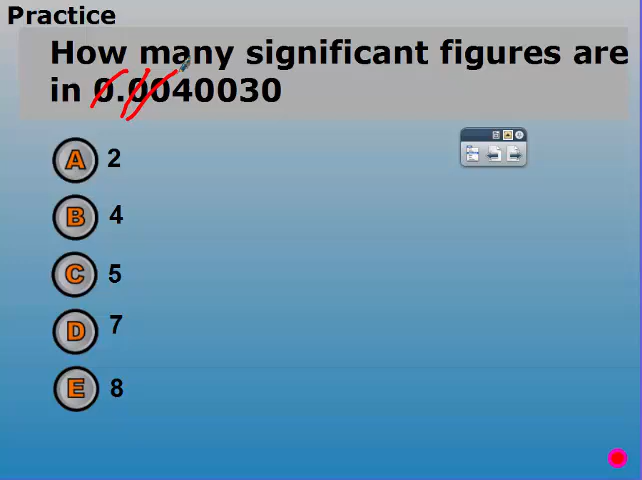 Practice
How many significant figures are
in 0.0040030
A 2
B 4
C 5
D 7
E 8